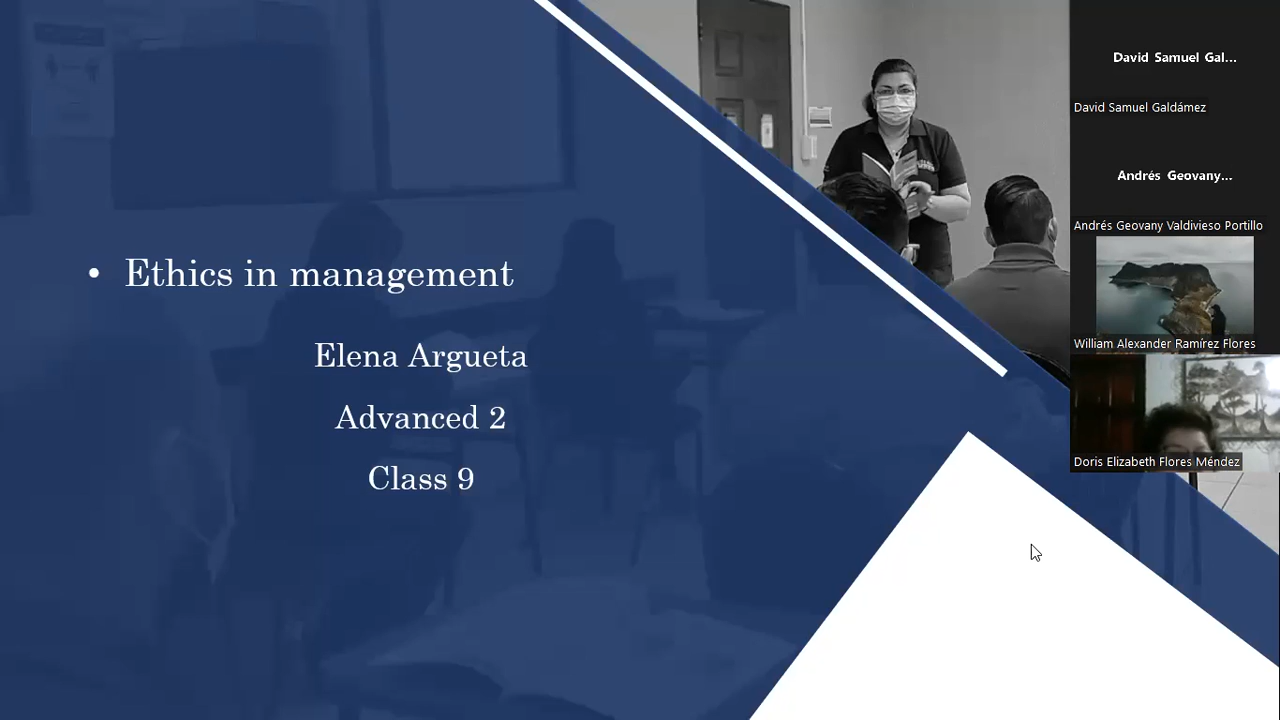 • Ethics in management
Elena Argueta
Advanced 2
Class 9
David Samuel Gal...
David Samuel Galdámez
Andrés Geovany...
Andrés Geovany Valdivieso Portillo
William Alexander Ramírez Flores
Doris Elizabeth Flores Méndez